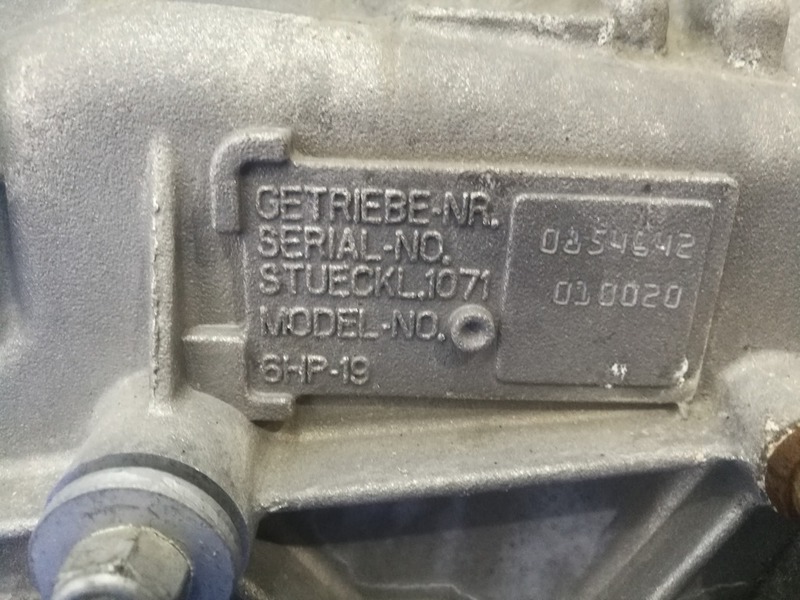 GETRIEBE-NR.
SERIAL-NO. 0854642
STUECKL.1071 010020
MODEL-NO.
6HP-19